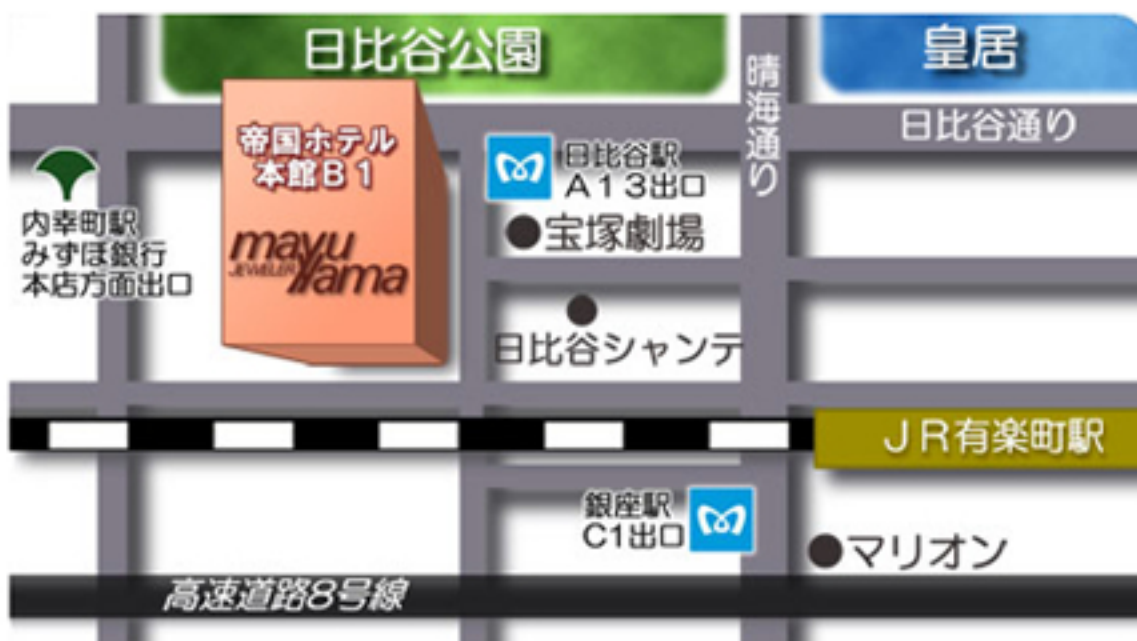 日比谷公園
皇居
晴海通り
日比谷通り
帝国ホテル
本館B1
mayu
JEWELER
Yama
日比谷駅
A13出口
宝塚劇場
内幸町駅
みずほ銀行
本店方面出口
日比谷シャンテ
JR有楽町駅
銀座駅
C1出口
マリオン
高速道路8号線